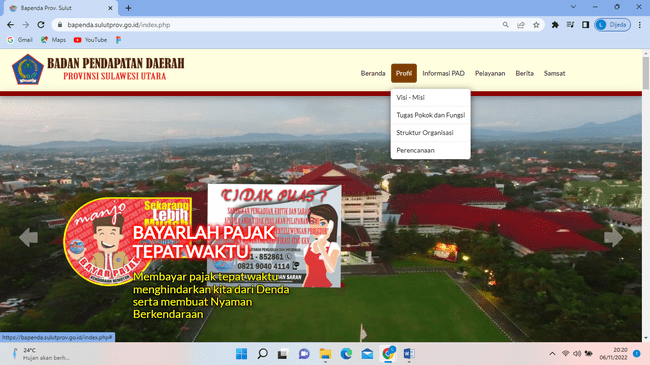 Bapenda Prov. Sulut
bapenda.sulutprov.go.id/index.php
Dijeda
Gmail
Maps
YouTube
BADAN PENDAPATAN DAERAH
PROVINSI SULAWESI UTARA
Beranda
Profil
Informasi PAD
Pelayanan
Berita
Samsat
Visi - Misi
Tugas Pokok dan Fungsi
Struktur Organisasi
Perencanaan
manjo
BAYAR PAJAK
Sekarang
Lebih
TIDAK PUAS?
BAYARLAH PAJAK
TEPAT WAKTU
- 852861
0821 9040 4114
Membayar pajak tepat waktu
menghindarkan kita dari Denda
serta membuat Nyaman
Berkendaraan
https://bapenda.sulutprov.go.id/index.php#
24°C
Hujan akan berh...
20:20
06/11/2022